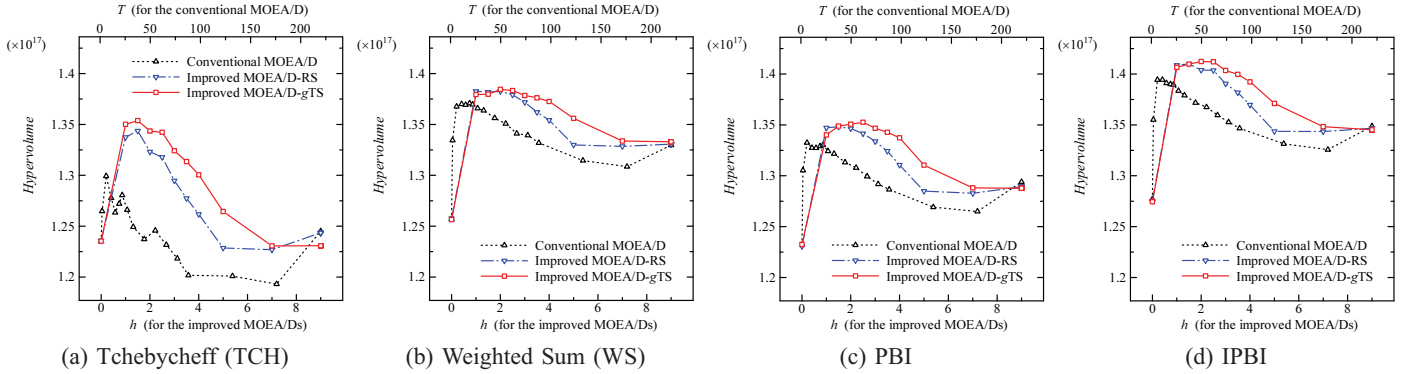 T (for the conventional MOEA/D)
0 50 100 150 200
(×10^17)
Hypervolume
1.4
1.35
1.3
1.25
1.2
Conventional MOEA/D
Improved MOEA/D-RS
Improved MOEA/D-gTS
0 2 4 6 8
h (for the improved MOEA/Ds)
(a) Tchebycheff (TCH)
T (for the conventional MOEA/D)
0 50 100 150 200
(×10^17)
Hypervolume
1.4
1.35
1.3
1.25
1.2
Conventional MOEA/D
Improved MOEA/D-RS
Improved MOEA/D-gTS
0 2 4 6 8
h (for the improved MOEA/Ds)
(b) Weighted Sum (WS)
T (for the conventional MOEA/D)
0 50 100 150 200
(×10^17)
Hypervolume
1.4
1.35
1.3
1.25
1.2
Conventional MOEA/D
Improved MOEA/D-RS
Improved MOEA/D-gTS
0 2 4 6 8
h (for the improved MOEA/Ds)
(c) PBI
T (for the conventional MOEA/D)
0 50 100 150 200
(×10^17)
Hypervolume
1.4
1.35
1.3
1.25
1.2
Conventional MOEA/D
Improved MOEA/D-RS
Improved MOEA/D-gTS
0 2 4 6 8
h (for the improved MOEA/Ds)
(d) IPBI